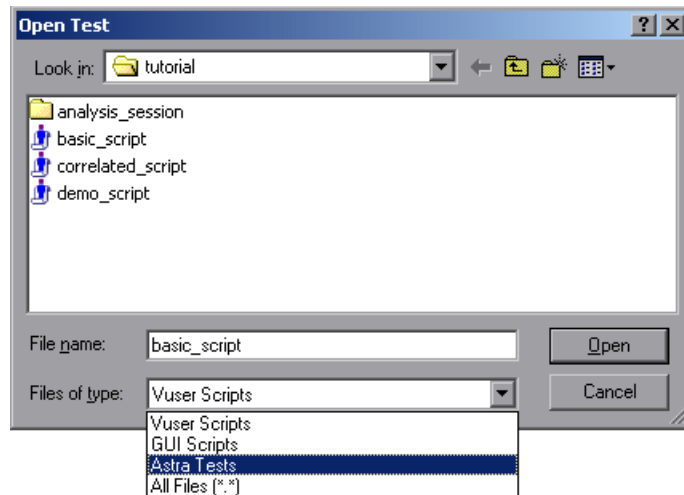 Open Test
Look in: tutorial
analysis_session
basic_script
correlated_script
demo_script
File name: basic_script Open
Files of type: Vuser Scripts Cancel
Vuser Scripts
GUI Scripts
Astra Tests
All Files (*.*)